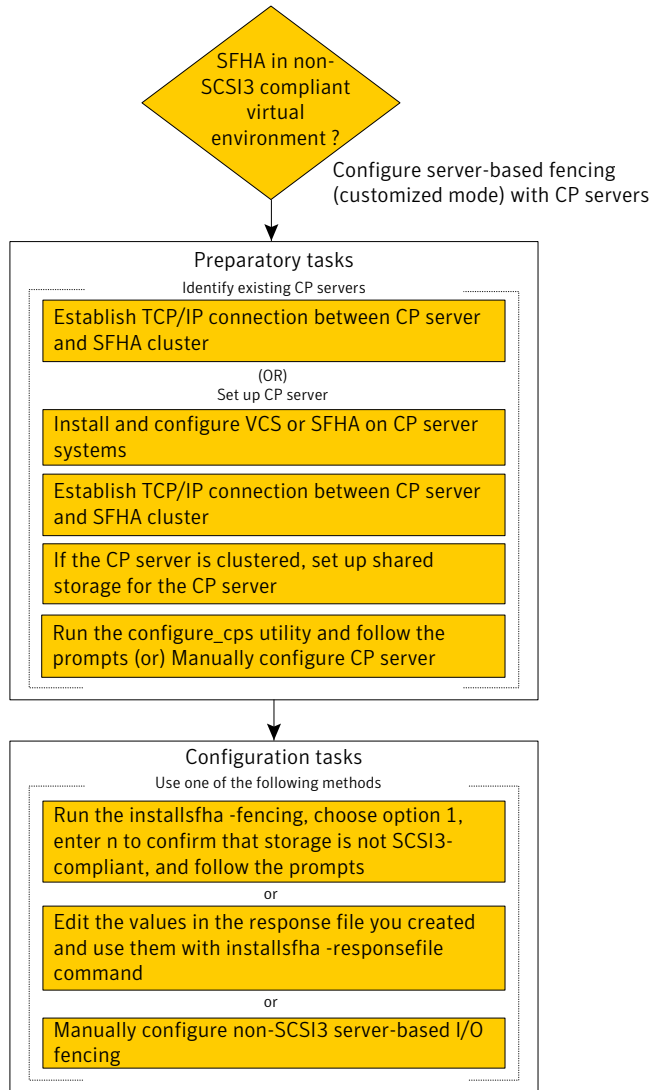 SFHA in non-
SCSI3 compliant
virtual
environment ?
Configure server-based fencing
(customized mode) with CP servers
Preparatory tasks
Identify existing CP servers
Establish TCP/IP connection between CP server
and SFHA cluster
(OR)
Set up CP server
Install and configure VCS or SFHA on CP server
systems
Establish TCP/IP connection between CP server
and SFHA cluster
If the CP server is clustered, set up shared
storage for the CP server
Run the configure_cps utility and follow the
prompts (or) Manually configure CP server
Configuration tasks
Use one of the following methods
Run the installsfha -fencing, choose option 1,
enter n to confirm that storage is not SCSI3-
compliant, and follow the prompts
or
Edit the values in the response file you created
and use them with installsfha -responsefile
command
or
Manually configure non-SCSI3 server-based I/O
fencing